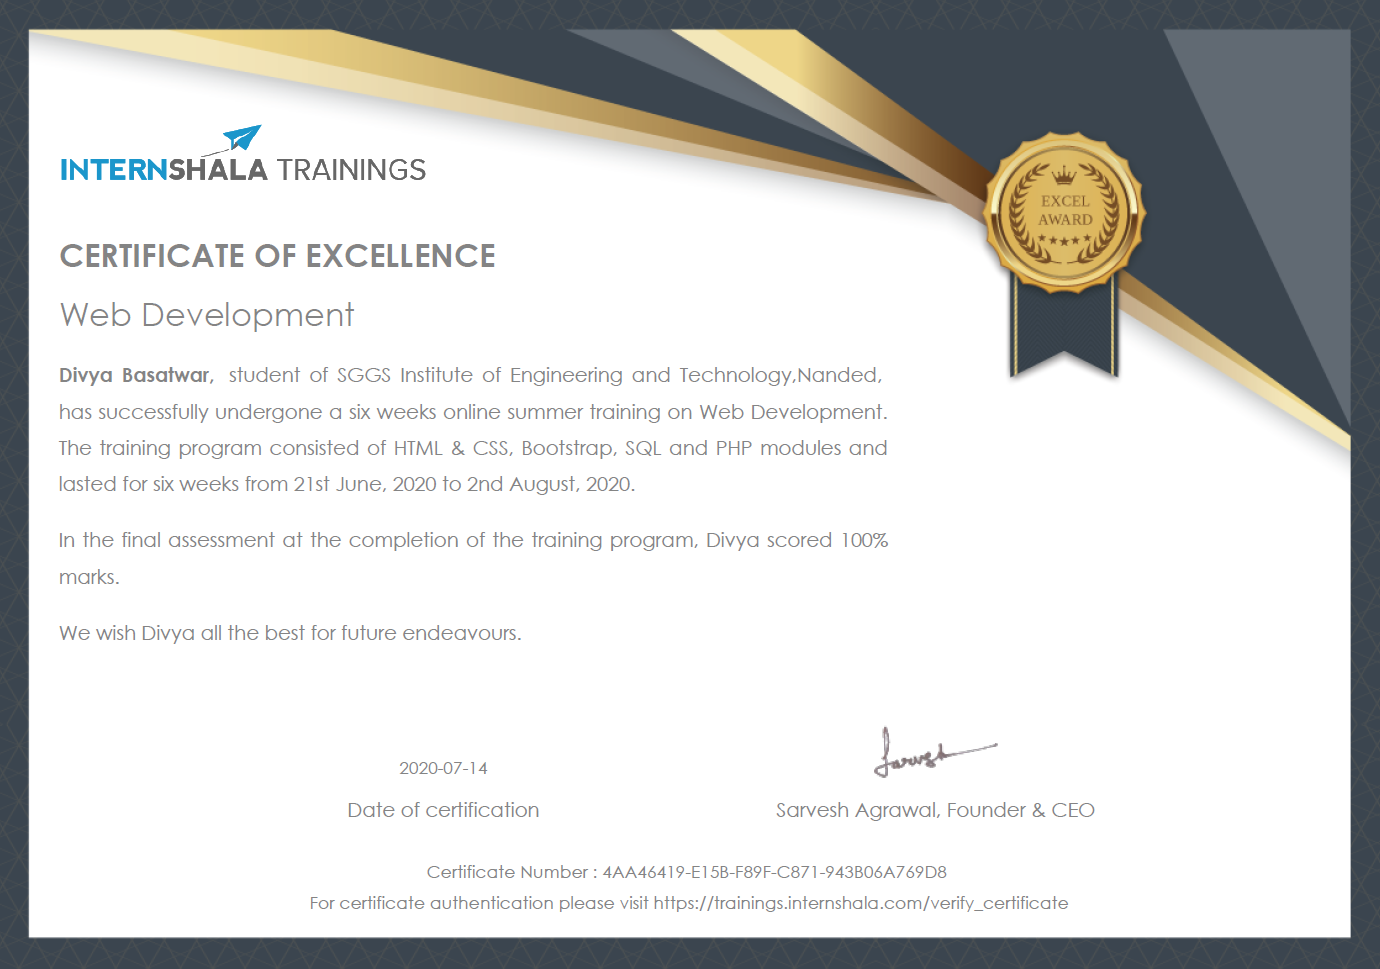 INTERNSHALA TRAININGS
EXCEL
AWARD
CERTIFICATE OF EXCELLENCE
Web Development
Divya Basatwar, student of SGGS Institute of Engineering and Technology,Nanded,
has successfully undergone a six weeks online summer training on Web Development.
The training program consisted of HTML & CSS, Bootstrap, SQL and PHP modules and
lasted for six weeks from 21st June, 2020 to 2nd August, 2020.
In the final assessment at the completion of the training program, Divya scored 100%
marks.
We wish Divya all the best for future endeavours.
Sarvesh
2020-07-14
Date of certification
Sarvesh Agrawal, Founder & CEO
Certificate Number : 4AA46419-E15B-F89F-C871-943B06A769D8
For certificate authentication please visit https://trainings.internshala.com/verify_certificate